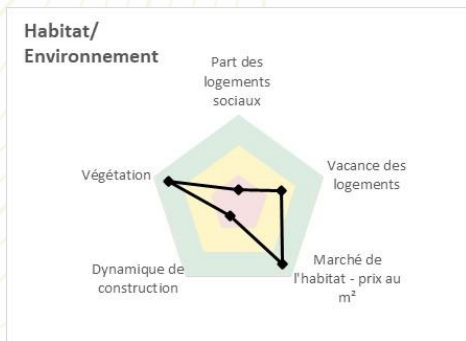 Habitat/
Environnement
Part des
logements
sociaux
Végétation
Vacance des
logements
Dynamique de
construction
Marché de
l'habitat - prix au
m²